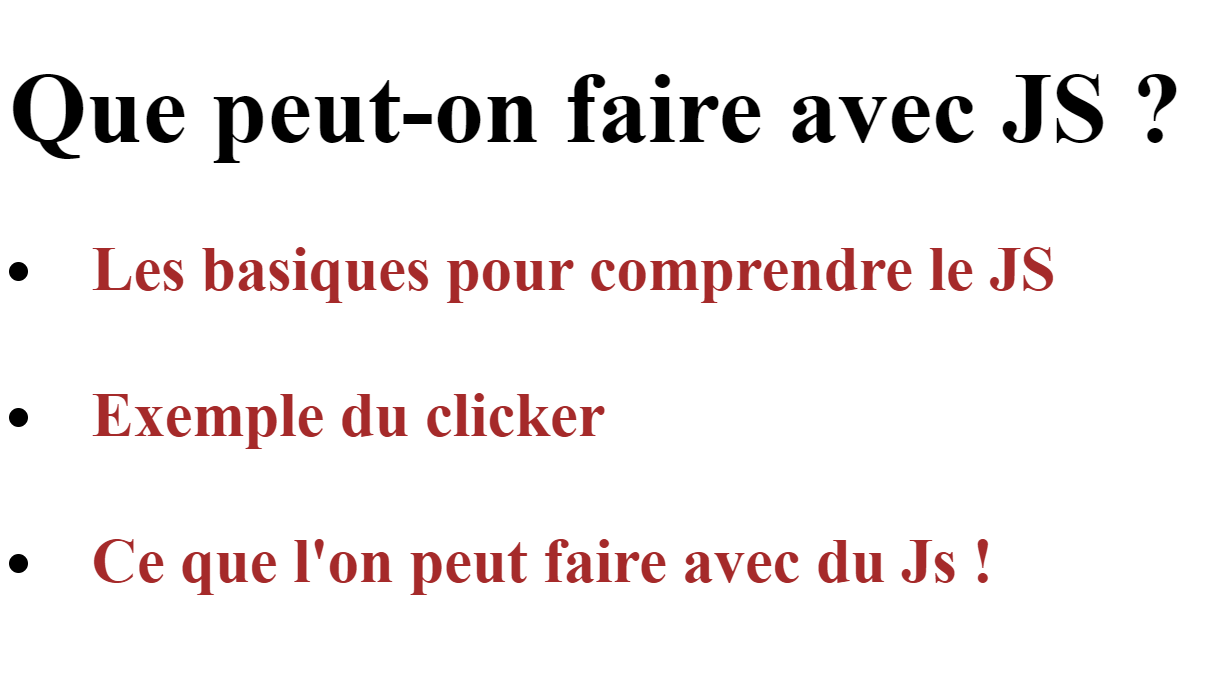 Que peut-on faire avec JS ?
Les basiques pour comprendre le JS
Exemple du clicker
Ce que l'on peut faire avec du Js !